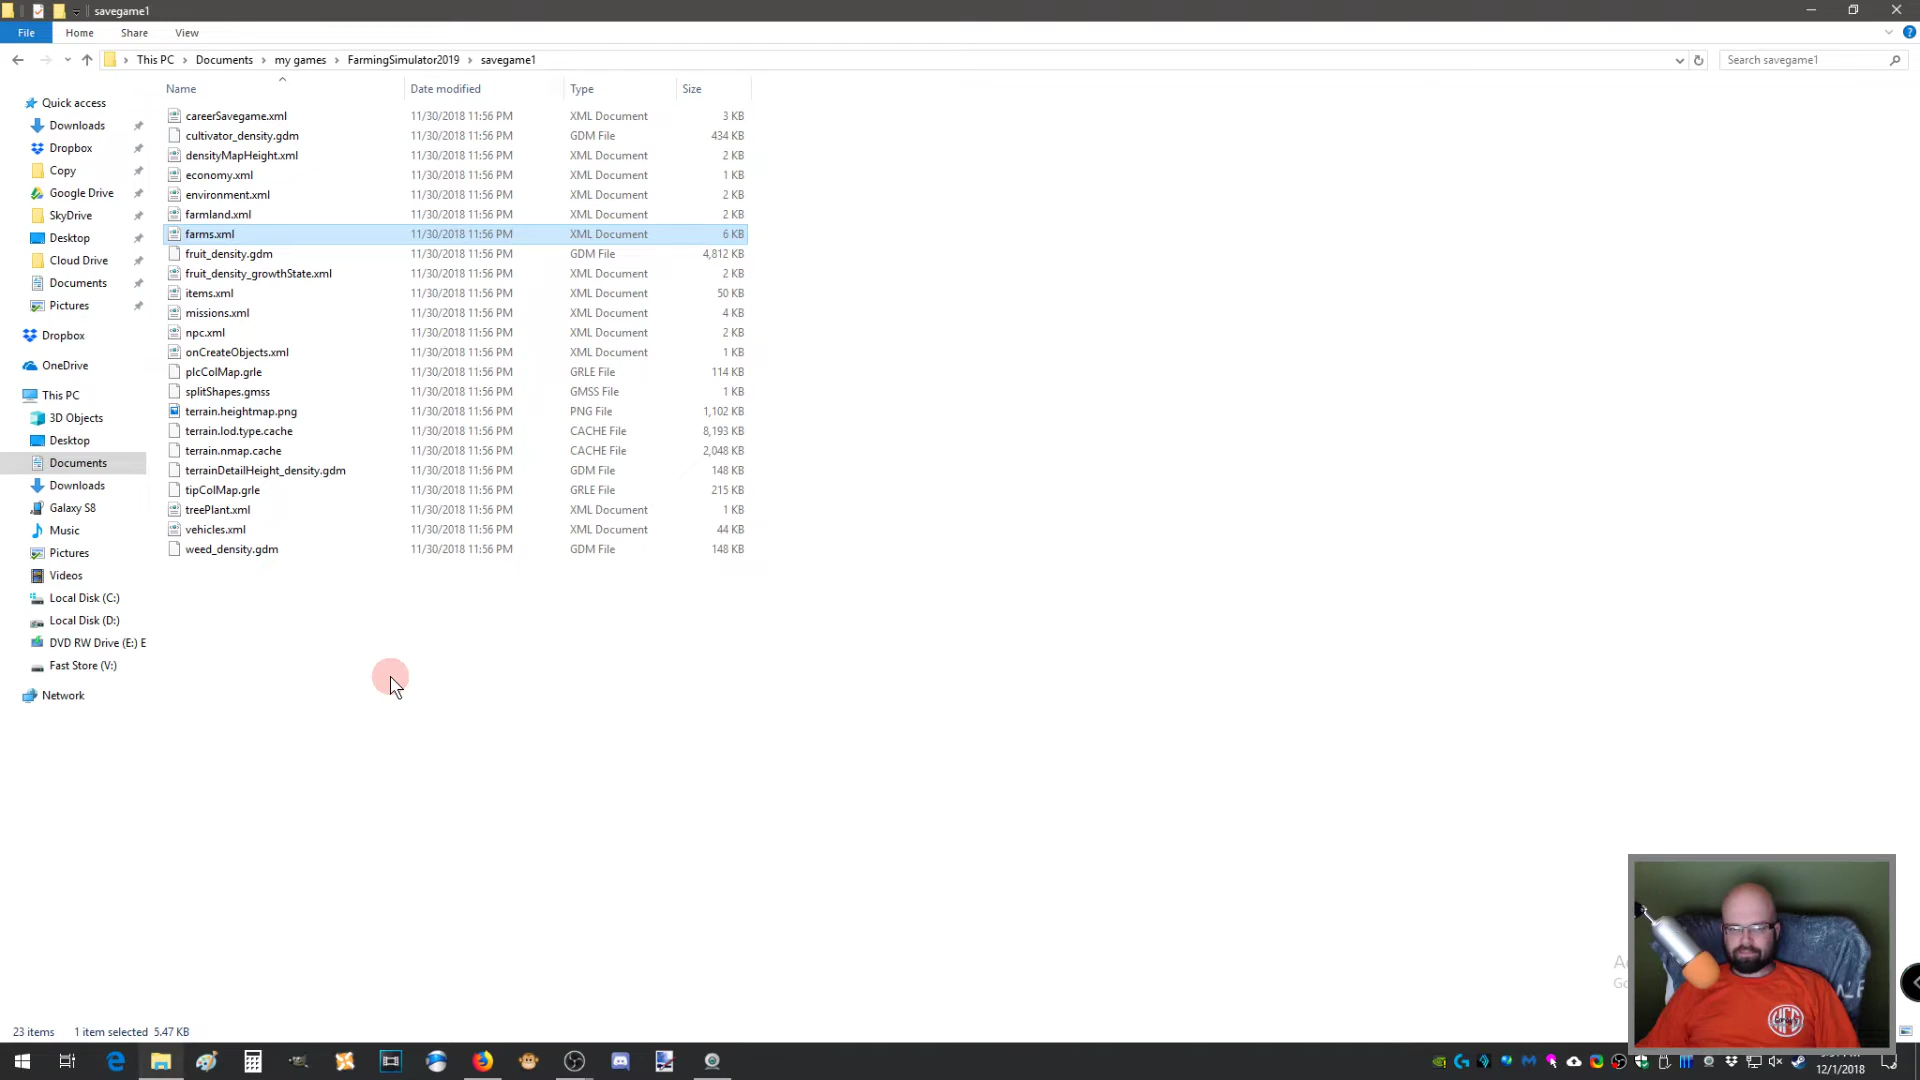 savegame1
File Home Share View
This PC Documents my games FarmingSimulator2019 savegame1
Search savegame1
Name Date modified Type Size
Quick access
Downloads
Dropbox
Copy
Google Drive
SkyDrive
Desktop
Cloud Drive
Documents
Pictures
Dropbox
OneDrive
This PC
3D Objects
Desktop
Documents
Downloads
Galaxy S8
Music
Pictures
Videos
Local Disk (C:)
Local Disk (D:)
DVD RW Drive (E:) E
Fast Store (V:)
Network
careerSavegame.xml 11/30/2018 11:56 PM XML Document 3 KB
cultivator_density.gdm 11/30/2018 11:56 PM GDM File 434 KB
densityMapHeight.xml 11/30/2018 11:56 PM XML Document 2 KB
economy.xml 11/30/2018 11:56 PM XML Document 1 KB
environment.xml 11/30/2018 11:56 PM XML Document 2 KB
farmland.xml 11/30/2018 11:56 PM XML Document 2 KB
farms.xml 11/30/2018 11:56 PM XML Document 6 KB
fruit_density.gdm 11/30/2018 11:56 PM GDM File 4,812 KB
fruit_density_growthState.xml 11/30/2018 11:56 PM XML Document 2 KB
items.xml 11/30/2018 11:56 PM XML Document 50 KB
missions.xml 11/30/2018 11:56 PM XML Document 4 KB
npc.xml 11/30/2018 11:56 PM XML Document 2 KB
onCreateObjects.xml 11/30/2018 11:56 PM XML Document 1 KB
plcColMap.grle 11/30/2018 11:56 PM GRLE File 114 KB
splitShapes.gmss 11/30/2018 11:56 PM GMSS File 1 KB
terrain.heightmap.png 11/30/2018 11:56 PM PNG File 1,102 KB
terrain.lod.type.cache 11/30/2018 11:56 PM CACHE File 8,193 KB
terrain.nmap.cache 11/30/2018 11:56 PM CACHE File 2,048 KB
terrainDetailHeight_density.gdm 11/30/2018 11:56 PM GDM File 148 KB
tipColMap.grle 11/30/2018 11:56 PM GRLE File 215 KB
treePlant.xml 11/30/2018 11:56 PM XML Document 1 KB
vehicles.xml 11/30/2018 11:56 PM XML Document 44 KB
weed_density.gdm 11/30/2018 11:56 PM GDM File 148 KB
23 items 1 item selected 5.47 KB
12/1/2018